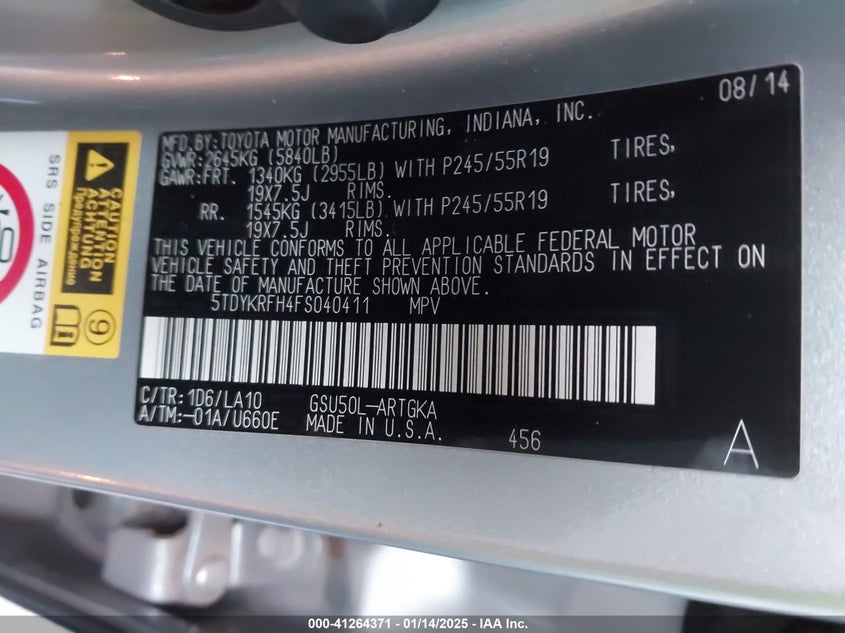 08/14
MFD.BY:TOYOTA MOTOR MANUFACTURING, INDIANA, INC.
GVWR:2645KG (5840LB)
GAWR:FRT. 1340KG (2955LB) WITH P245/55R19 TIRES,
19X7.5J RIMS.
RR. 1545KG (3415LB) WITH P245/55R19 TIRES,
19X7.5J RIMS.
THIS VEHICLE CONFORMS TO ALL APPLICABLE FEDERAL MOTOR
VEHICLE SAFETY AND THEFT PREVENTION STANDARDS IN EFFECT ON
THE DATE OF MANUFACTURE SHOWN ABOVE.
5TDYKRFH4FS040411 MPV
C/TR:1D6/LA10 GSU50L-ARTGKA
A/TM:-01A/U660E MADE IN U.S.A.
456
A
SRS SIDE AIRBAG
CAUTION
ATTENTION
ACHTUNG
Предупреждение
9
000-41264371 - 01/14/2025 - IAA Inc.